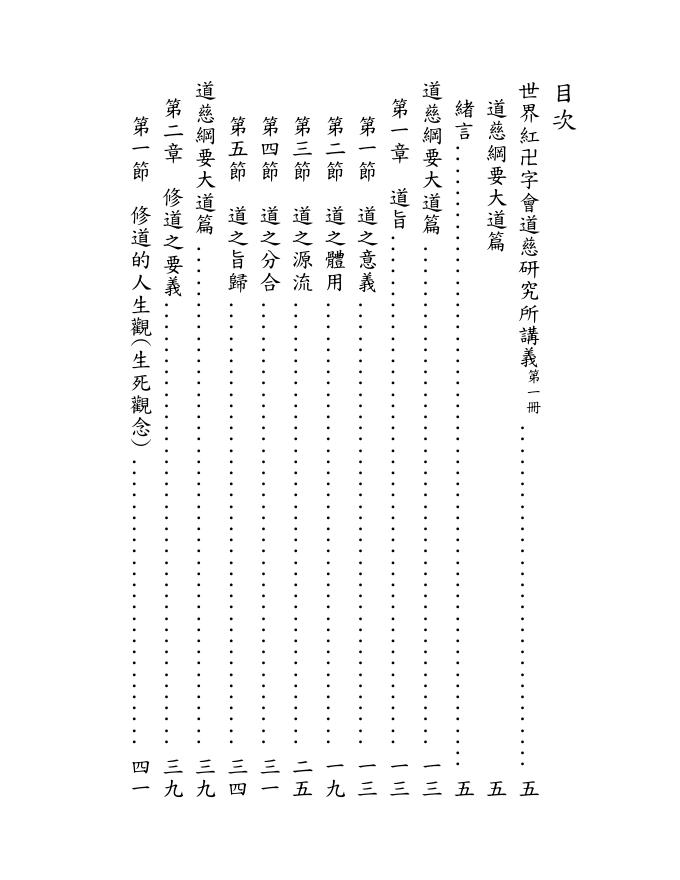 目次
世界紅卍字會道慈研究所講義第一冊……………………………五
道慈綱要大道篇 五
緒言……………………………五
道慈綱要大道篇……………………………一三
第一章 道旨……………………………一三
第一節 道之意義……………………………一三
第二節 道之體用……………………………一九
第三節 道之源流……………………………二五
第四節 道之分合……………………………三一
第五節 道之旨歸……………………………三四
道慈綱要大道篇……………………………三九
第二章 修道之要義……………………………三九
第一節 修道的人生觀(生死觀念)……………………………四一